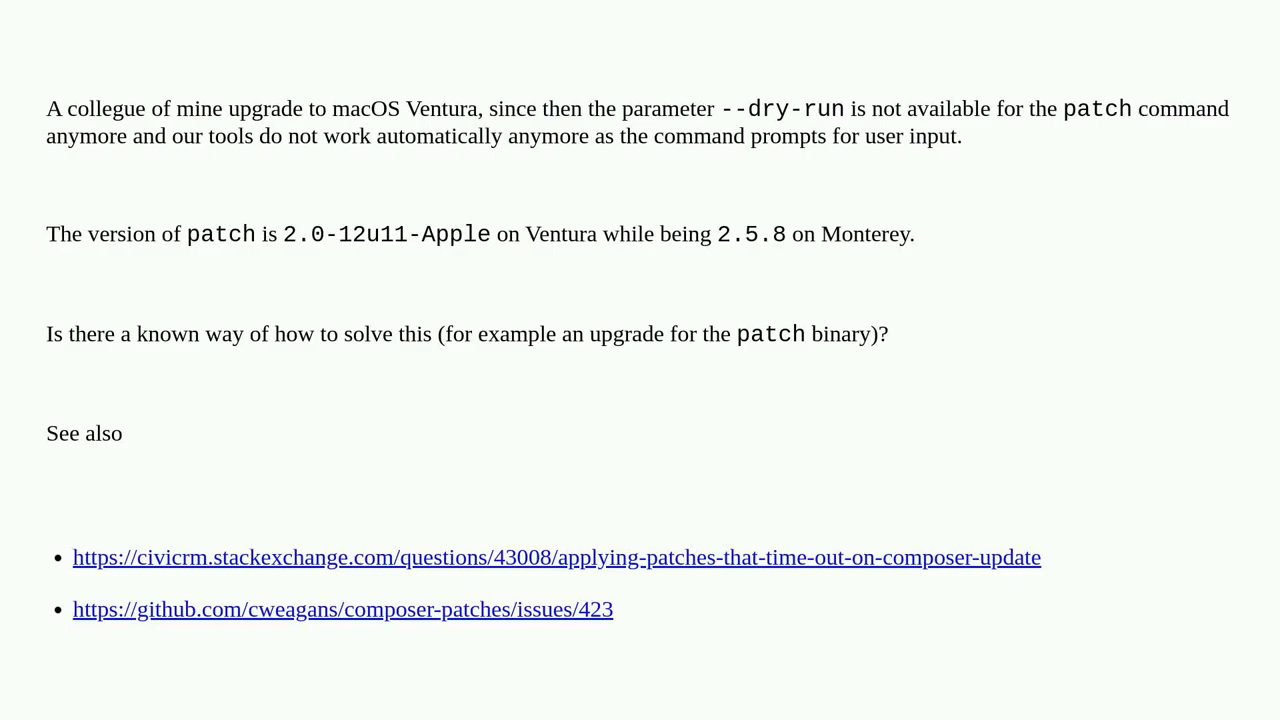 A collegue of mine upgrade to macOS Ventura, since then the parameter --dry-run is not available for the patch command
anymore and our tools do not work automatically anymore as the command prompts for user input.
The version of patch is 2.0-12u11-Apple on Ventura while being 2.5.8 on Monterey.
Is there a known way of how to solve this (for example an upgrade for the patch binary)?
See also
• https://civicrm.stackexchange.com/questions/43008/applying-patches-that-time-out-on-composer-update
• https://github.com/cweagans/composer-patches/issues/423